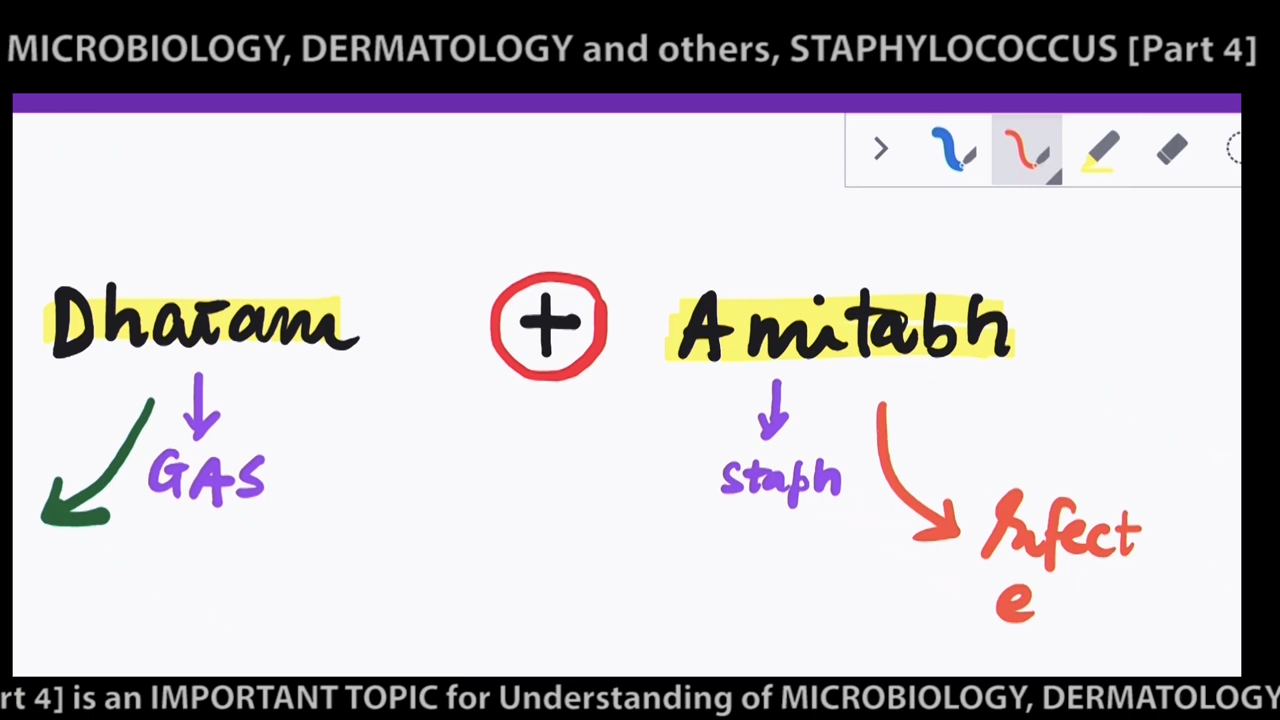 MICROBIOLOGY, DERMATOLOGY and others, STAPHYLOCOCCUS [Part 4]
Dharam + Amitabh
GAS staph
Infect
e
rt 4] is an IMPORTANT TOPIC for Understanding of MICROBIOLOGY, DERMATOLOGY